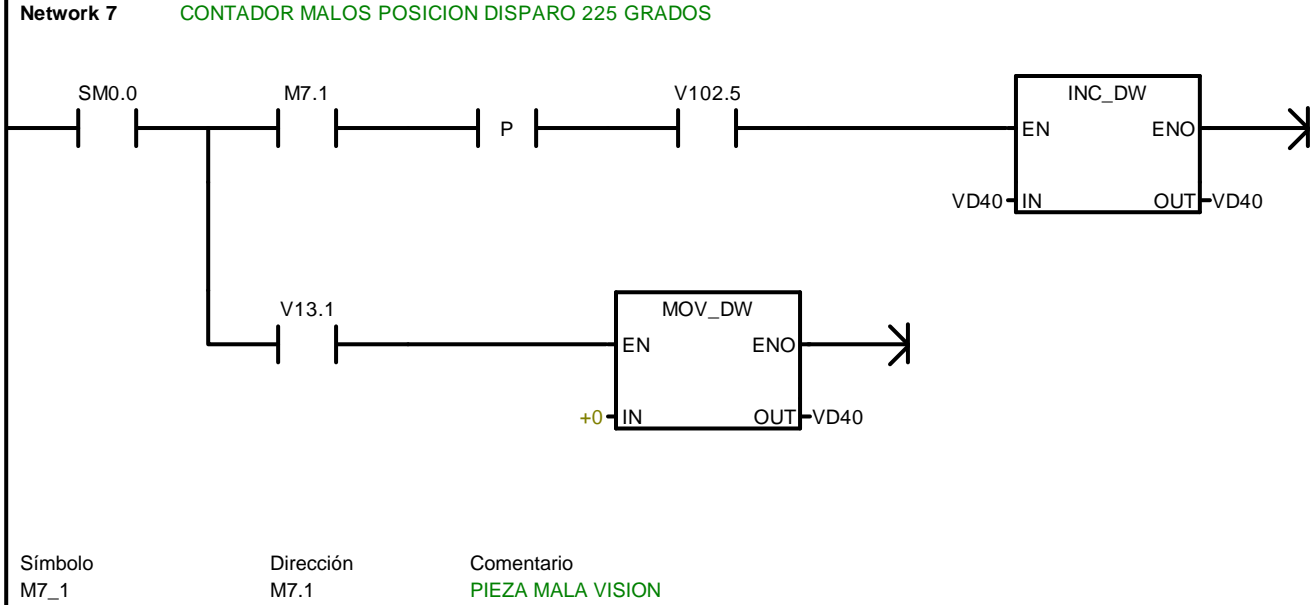 Network 7 CONTADOR MALOS POSICION DISPARO 225 GRADOS
SM0.0 M7.1 P V102.5 INC_DW
EN ENO
VD40 IN OUT VD40
V13.1 MOV_DW
EN ENO
+0 IN OUT VD40
Símbolo Dirección Comentario
M7_1 M7.1 PIEZA MALA VISION